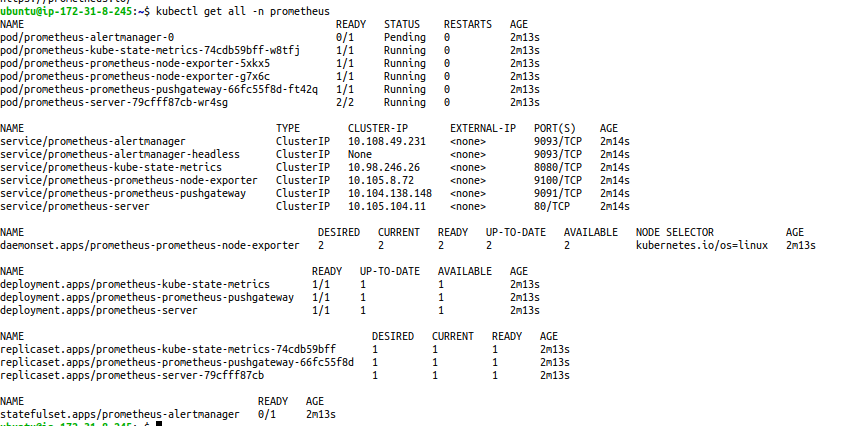 ubuntu@ip-172-31-8-245:~$ kubectl get all -n prometheus
NAME READY STATUS RESTARTS AGE
pod/prometheus-alertmanager-0 0/1 Pending 0 2m13s
pod/prometheus-kube-state-metrics-74cdb59bff-w8tfj 1/1 Running 0 2m13s
pod/prometheus-prometheus-node-exporter-5xkx5 1/1 Running 0 2m13s
pod/prometheus-prometheus-node-exporter-g7x6c 1/1 Running 0 2m13s
pod/prometheus-prometheus-pushgateway-66fc55f8d-ft42q 1/1 Running 0 2m13s
pod/prometheus-server-79cfff87cb-wr4sg 2/2 Running 0 2m13s
NAME TYPE CLUSTER-IP EXTERNAL-IP PORT(S) AGE
service/prometheus-alertmanager ClusterIP 10.108.49.231 <none> 9093/TCP 2m14s
service/prometheus-alertmanager-headless ClusterIP None <none> 9093/TCP 2m14s
service/prometheus-kube-state-metrics ClusterIP 10.98.246.26 <none> 8080/TCP 2m14s
service/prometheus-prometheus-node-exporter ClusterIP 10.105.8.72 <none> 9100/TCP 2m14s
service/prometheus-prometheus-pushgateway ClusterIP 10.104.138.148 <none> 9091/TCP 2m14s
service/prometheus-server ClusterIP 10.105.104.11 <none> 80/TCP 2m14s
NAME DESIRED CURRENT READY UP-TO-DATE AVAILABLE NODE SELECTOR AGE
daemonset.apps/prometheus-prometheus-node-exporter 2 2 2 2 2 kubernetes.io/os=linux 2m13s
NAME READY UP-TO-DATE AVAILABLE AGE
deployment.apps/prometheus-kube-state-metrics 1/1 1 1 2m13s
deployment.apps/prometheus-prometheus-pushgateway 1/1 1 1 2m13s
deployment.apps/prometheus-server 1/1 1 1 2m13s
NAME DESIRED CURRENT READY AGE
replicaset.apps/prometheus-kube-state-metrics-74cdb59bff 1 1 1 2m13s
replicaset.apps/prometheus-prometheus-pushgateway-66fc55f8d 1 1 1 2m13s
replicaset.apps/prometheus-server-79cfff87cb 1 1 1 2m13s
NAME READY AGE
statefulset.apps/prometheus-alertmanager 0/1 2m13s
ubuntu@ip-172-31-8-245:~$